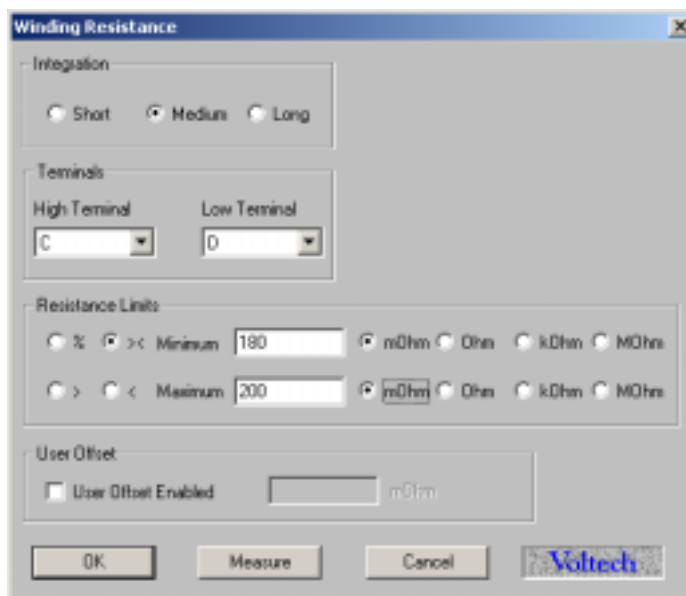 Winding Resistance
Integration
Short Medium Long
Terminals
High Terminal Low Terminal
C D
Resistance Limits
% >< Minimum 180 mOhm Ohm kOhm MOhm
> < Maximum 200 mOhm Ohm kOhm MOhm
User Offset
User Offset Enabled mOhm
OK Measure Cancel Voltech